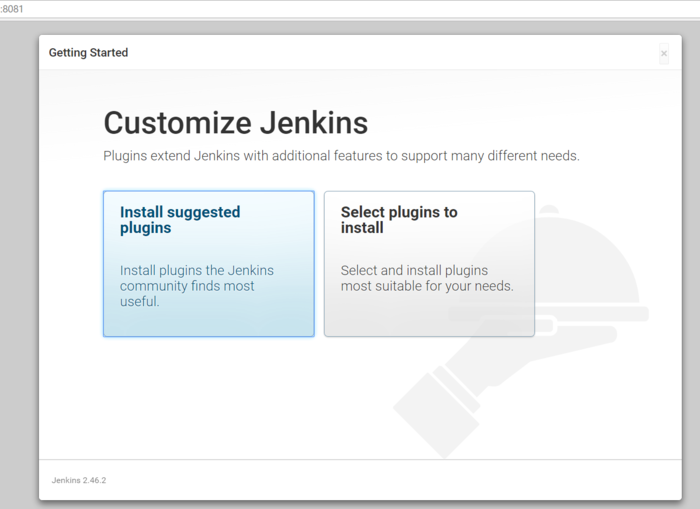 :8081
Getting Started
×
Customize Jenkins
Plugins extend Jenkins with additional features to support many different needs.
Install suggested
plugins
Install plugins the Jenkins
community finds most
useful.
Select plugins to
install
Select and install plugins
most suitable for your needs.
Jenkins 2.46.2